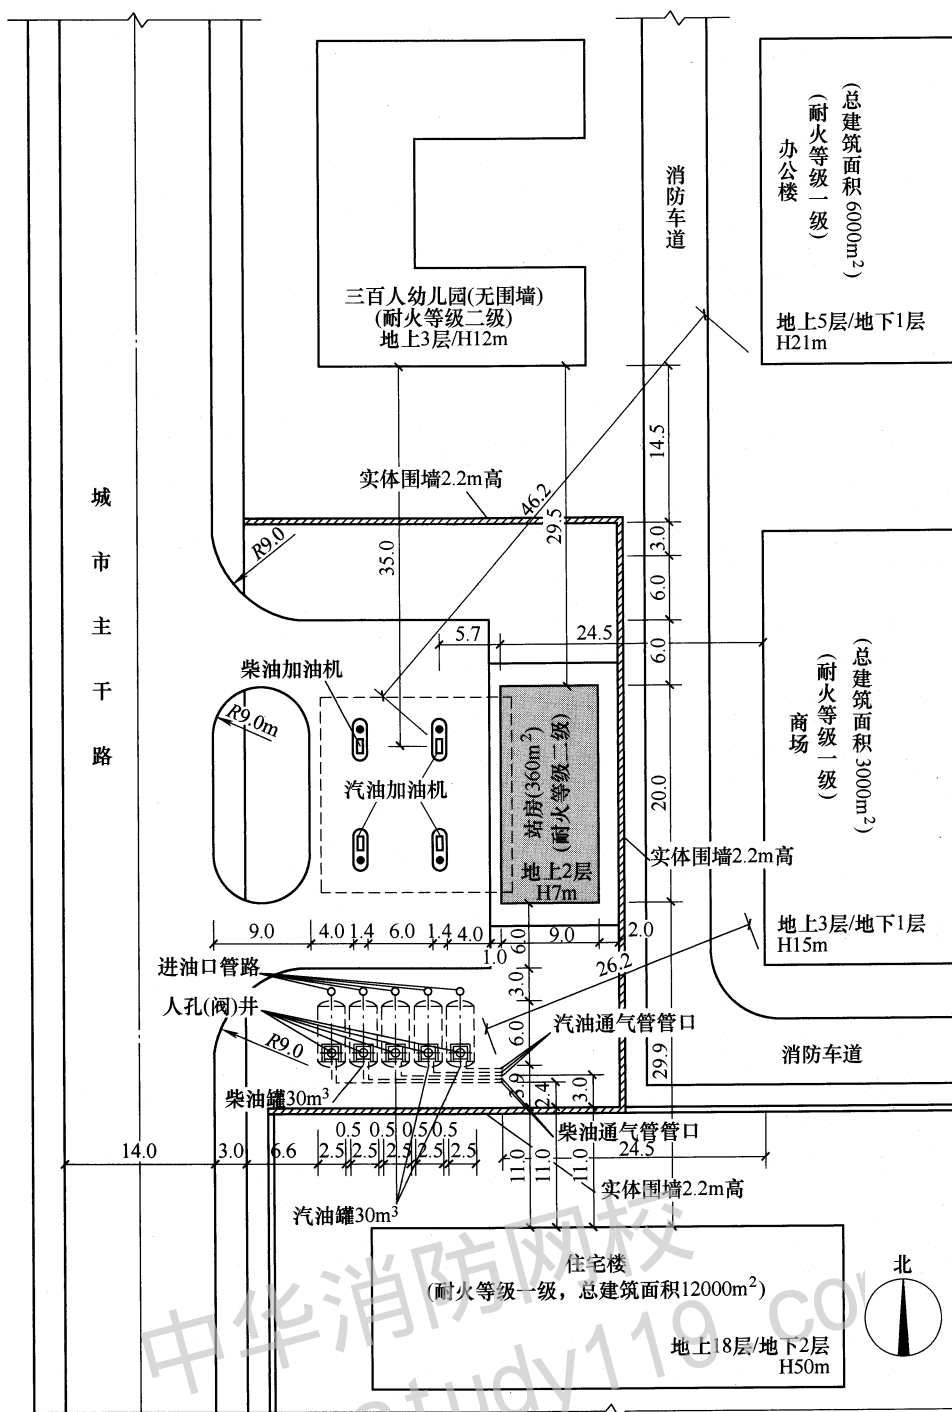 办公楼
(耐火等级一级)
(总建筑面积6000m²)
地上5层/地下1层
H21m
消防车道
三百人幼儿园(无围墙)
(耐火等级二级)
地上3层/H12m
14.5
实体围墙2.2m高
46.2
29.5
35.0
3.0
6.0
6.0
R9.0
城市主干路
5.7
24.5
柴油加油机
R9.0m
汽油加油机
站房(360m²)
(耐火等级二级)
地上2层
H7m
20.0
商场
(耐火等级一级)
(总建筑面积3000m²)
地上3层/地下1层
H15m
实体围墙2.2m高
9.0
4.0
1.4
6.0
1.4
4.0
1.0
6.0
9.0
2.0
26.2
进油口管路
人孔(阀)井
R9.0
3.0
6.0
汽油通气管管口
29.9
消防车道
柴油罐30m³
3.9
2.4
3.0
柴油通气管管口
0.5
0.5
0.5
0.5
14.0
3.0
6.6
2.5
2.5
2.5
2.5
2.5
11.0
11.0
11.0
24.5
实体围墙2.2m高
汽油罐30m³
住宅楼
(耐火等级一级，总建筑面积12000m²)
地上18层/地下2层
H50m
北
中华消防网校
study119.com